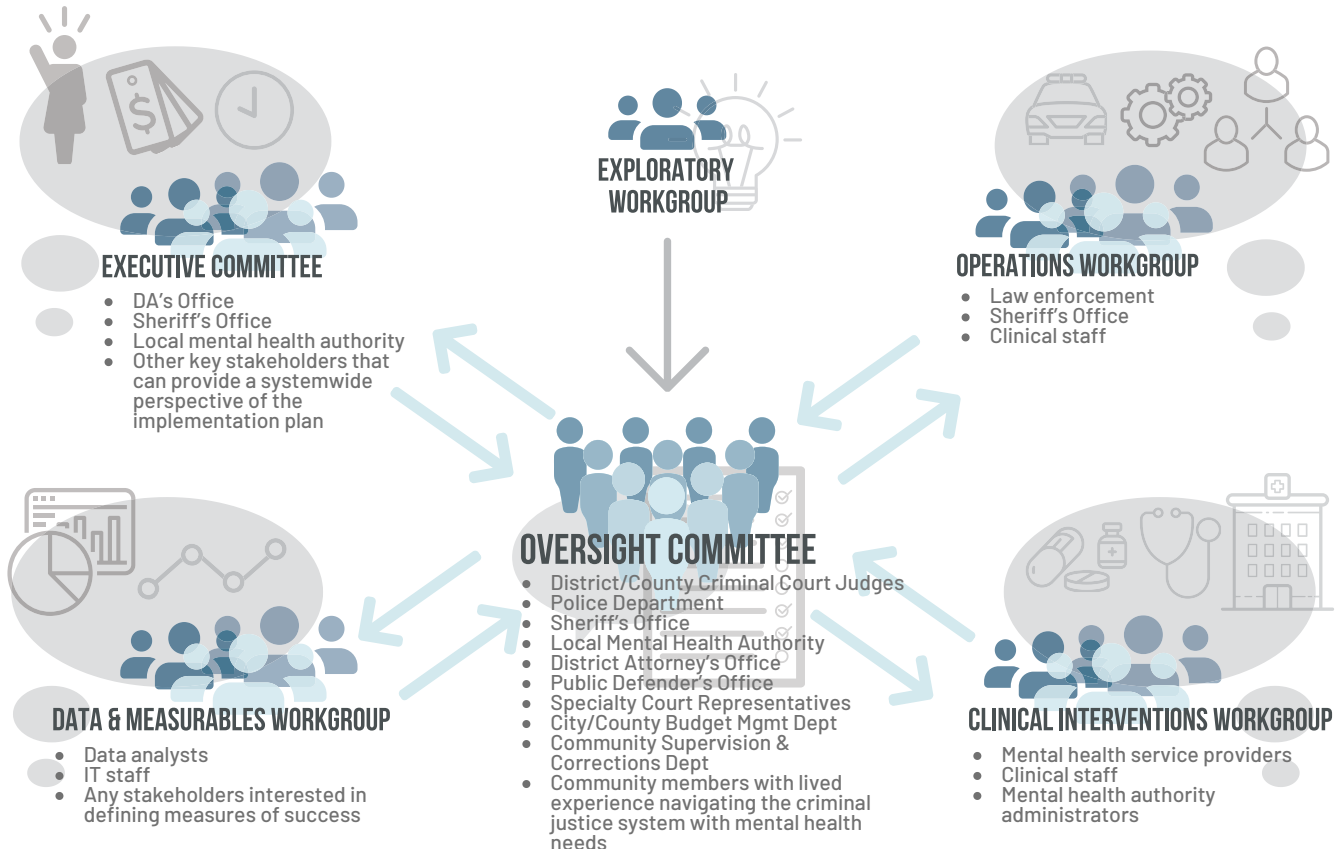 EXPLORATORY
WORKGROUP
EXECUTIVE COMMITTEE
• DA's Office
• Sheriff's Office
• Local mental health authority
• Other key stakeholders that
can provide a systemwide
perspective of the
implementation plan
OPERATIONS WORKGROUP
• Law enforcement
• Sheriff's Office
• Clinical staff
OVERSIGHT COMMITTEE
• District/County Criminal Court Judges
• Police Department
• Sheriff's Office
• Local Mental Health Authority
• District Attorney's Office
• Public Defender's Office
• Specialty Court Representatives
• City/County Budget Mgmt Dept
• Community Supervision &
Corrections Dept
• Community members with lived
experience navigating the criminal
justice system with mental health
needs
DATA & MEASURABLES WORKGROUP
• Data analysts
• IT staff
• Any stakeholders interested in
defining measures of success
CLINICAL INTERVENTIONS WORKGROUP
• Mental health service providers
• Clinical staff
• Mental health authority
administrators